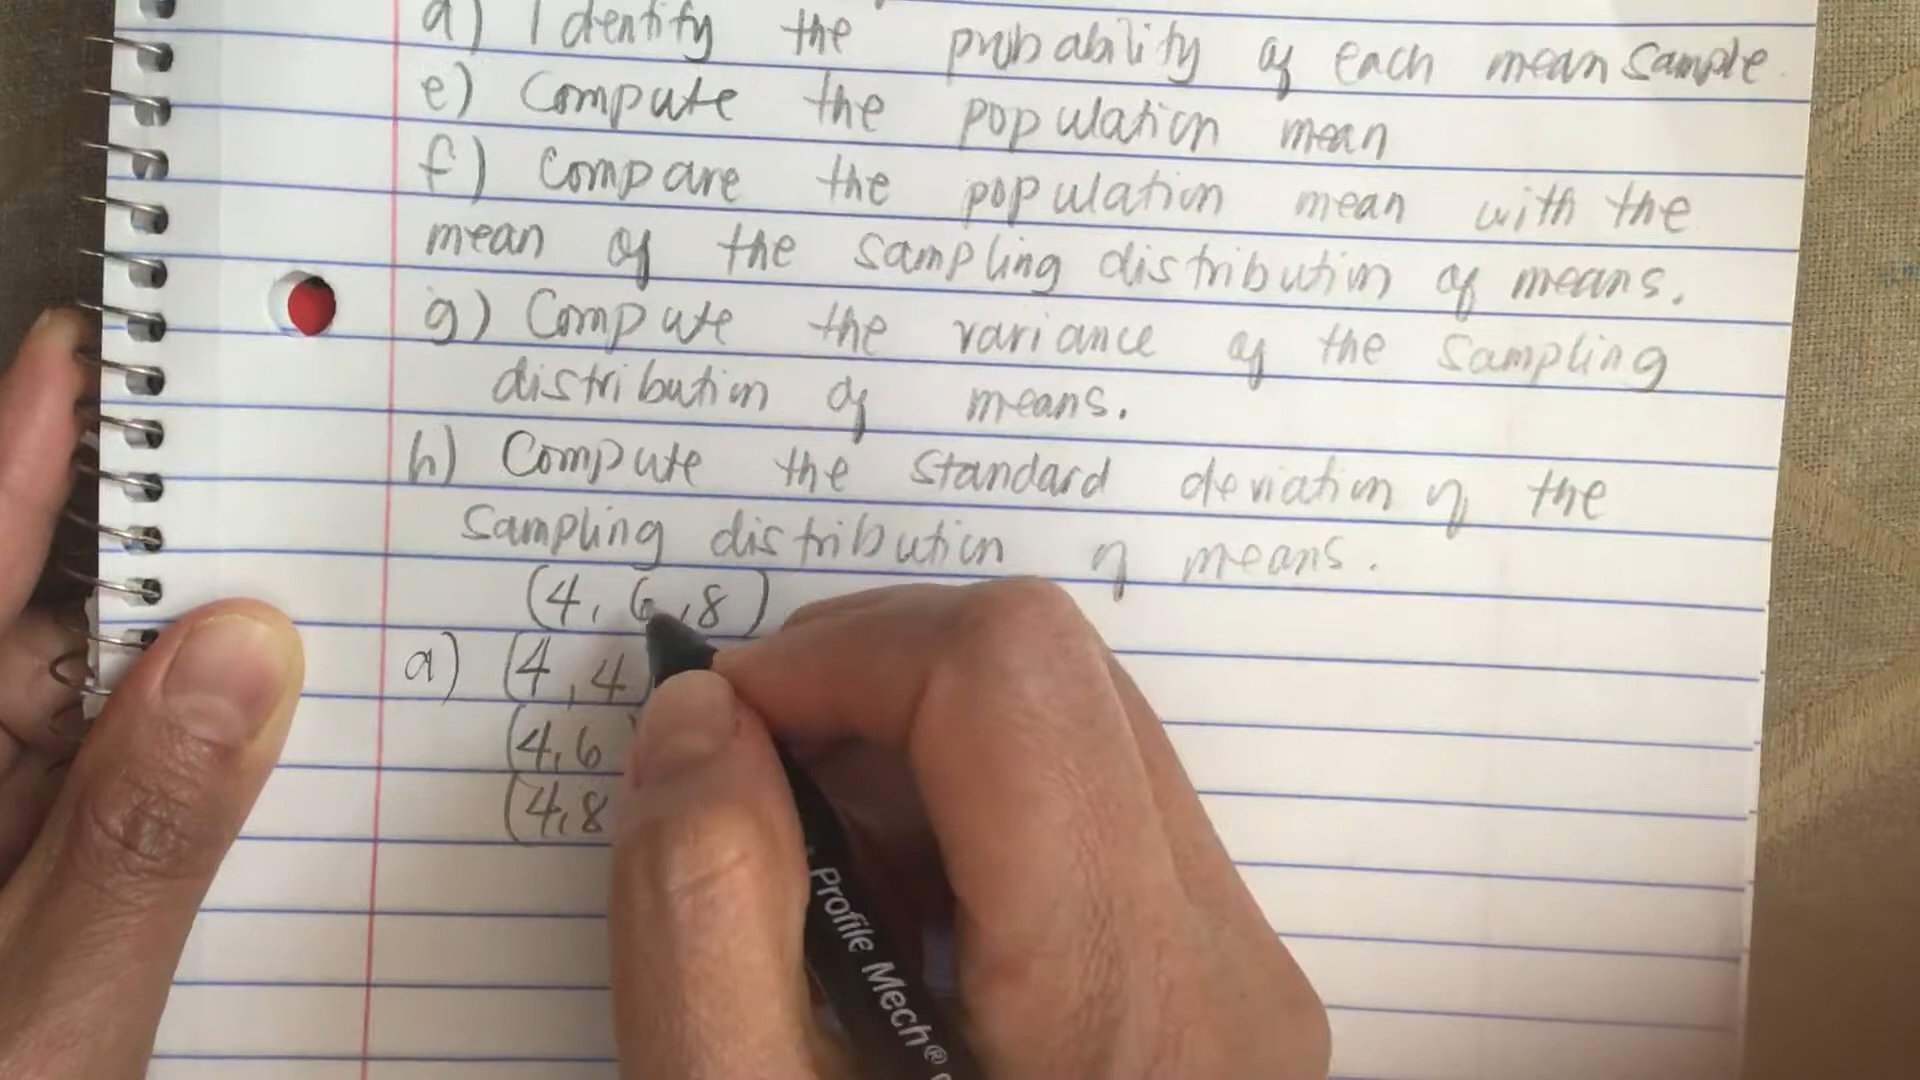 d) Identify the probability of each mean sample
e) Compute the population mean
f) Compare the population mean with the
mean of the sampling distribution of means.
g) Compute the variance of the sampling
distribution of means.
h) Compute the standard deviation of the
sampling distribution of means.
(4, 6, 8)
a) (4, 4)
(4, 6)
(4, 8
Profile Mech®